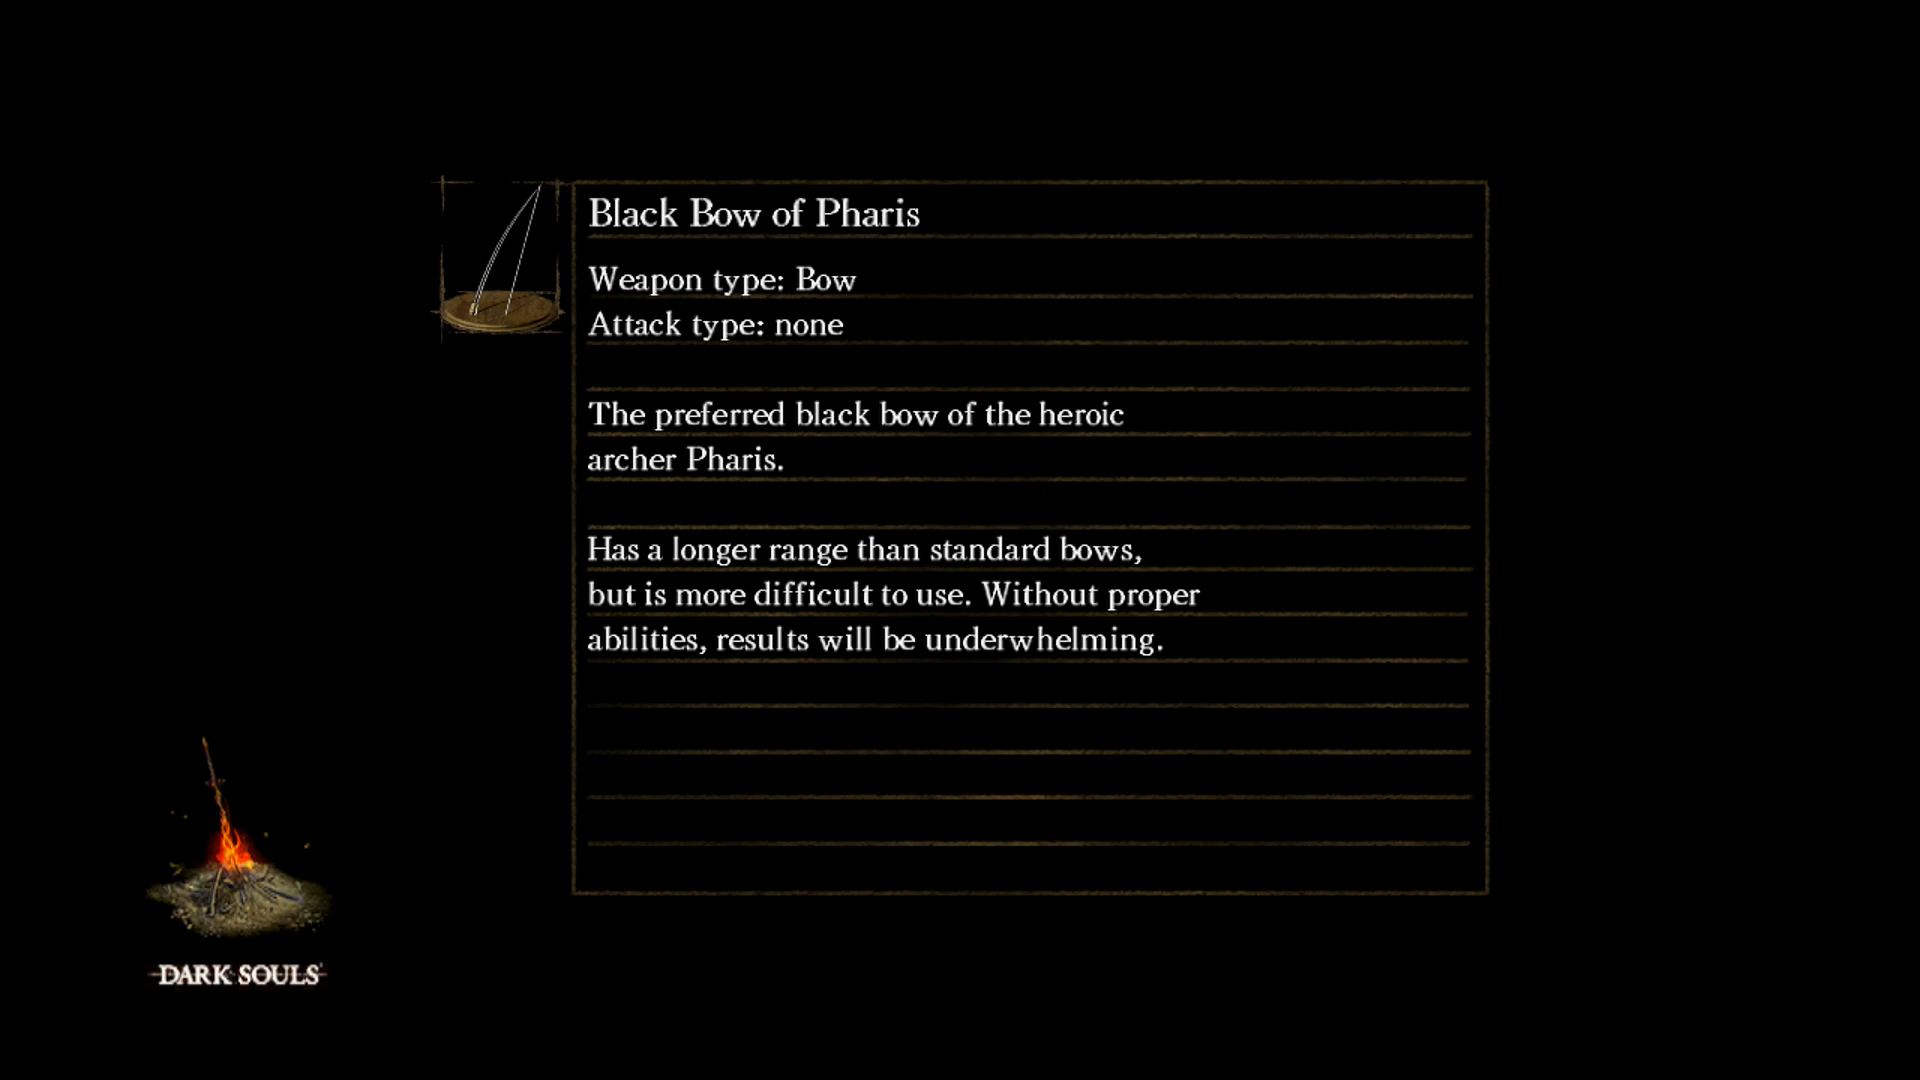 Black Bow of Pharis
Weapon type: Bow
Attack type: none
The preferred black bow of the heroic
archer Pharis.
Has a longer range than standard bows,
but is more difficult to use. Without proper
abilities, results will be underwhelming.
DARK SOULS